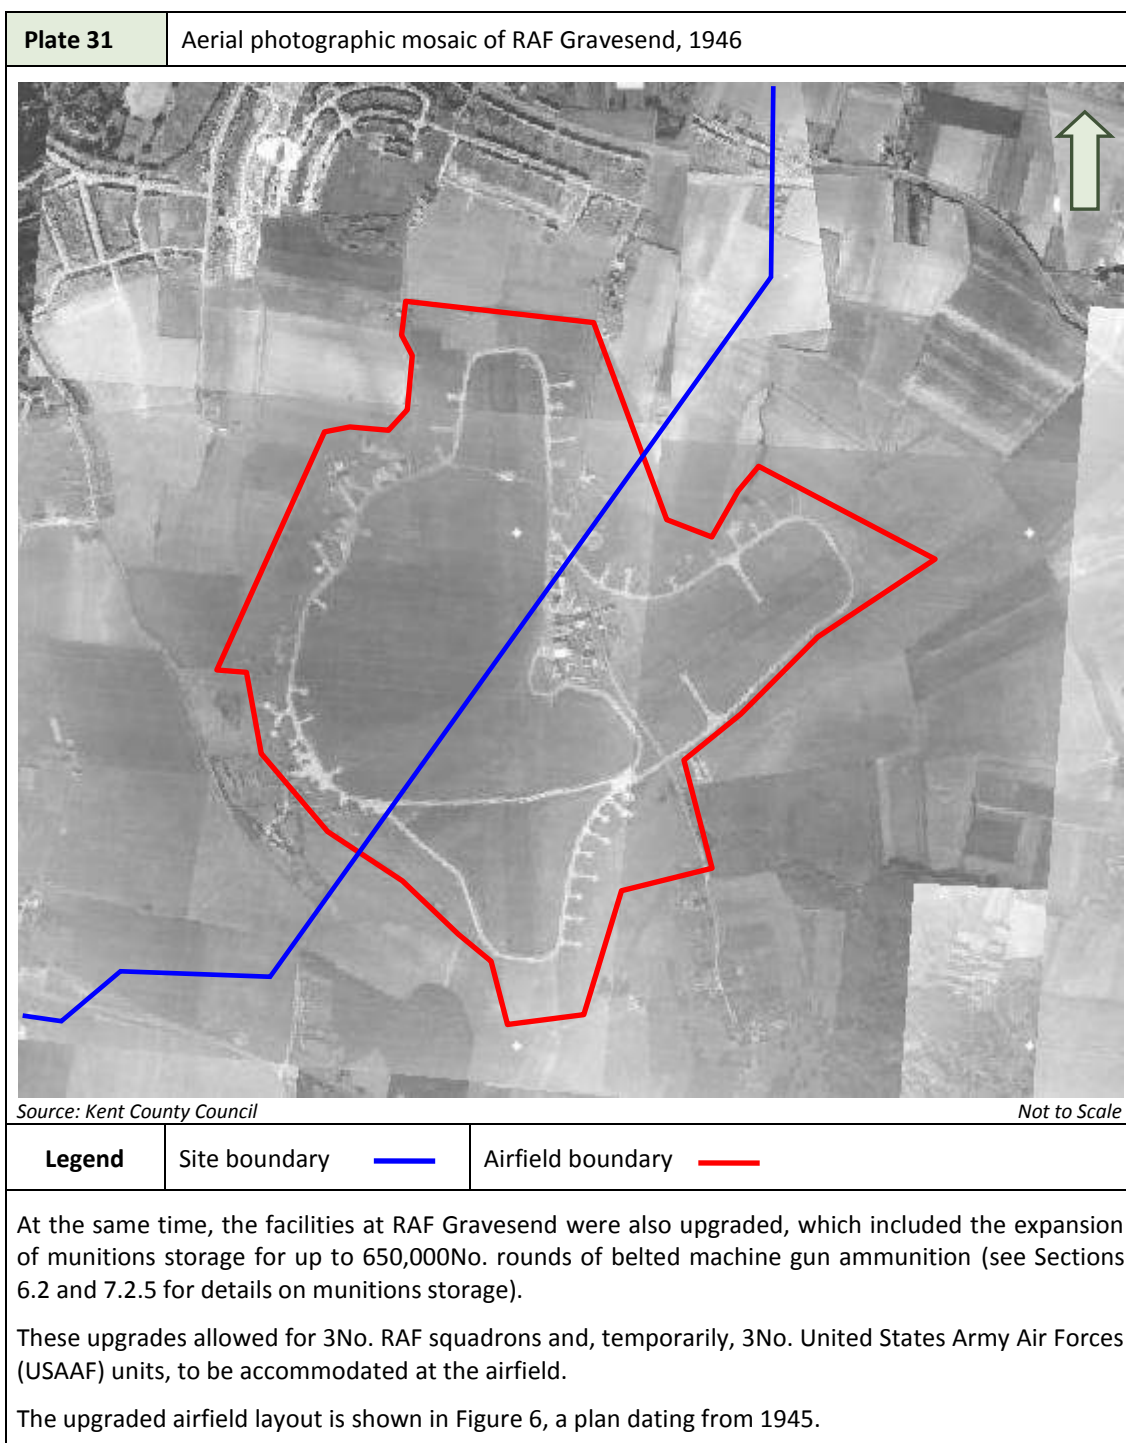 Plate 31
Aerial photographic mosaic of RAF Gravesend, 1946
Source: Kent County Council
Not to Scale
Legend
Site boundary
Airfield boundary
At the same time, the facilities at RAF Gravesend were also upgraded, which included the expansion
of munitions storage for up to 650,000No. rounds of belted machine gun ammunition (see Sections
6.2 and 7.2.5 for details on munitions storage).
These upgrades allowed for 3No. RAF squadrons and, temporarily, 3No. United States Army Air Forces
(USAAF) units, to be accommodated at the airfield.
The upgraded airfield layout is shown in Figure 6, a plan dating from 1945.